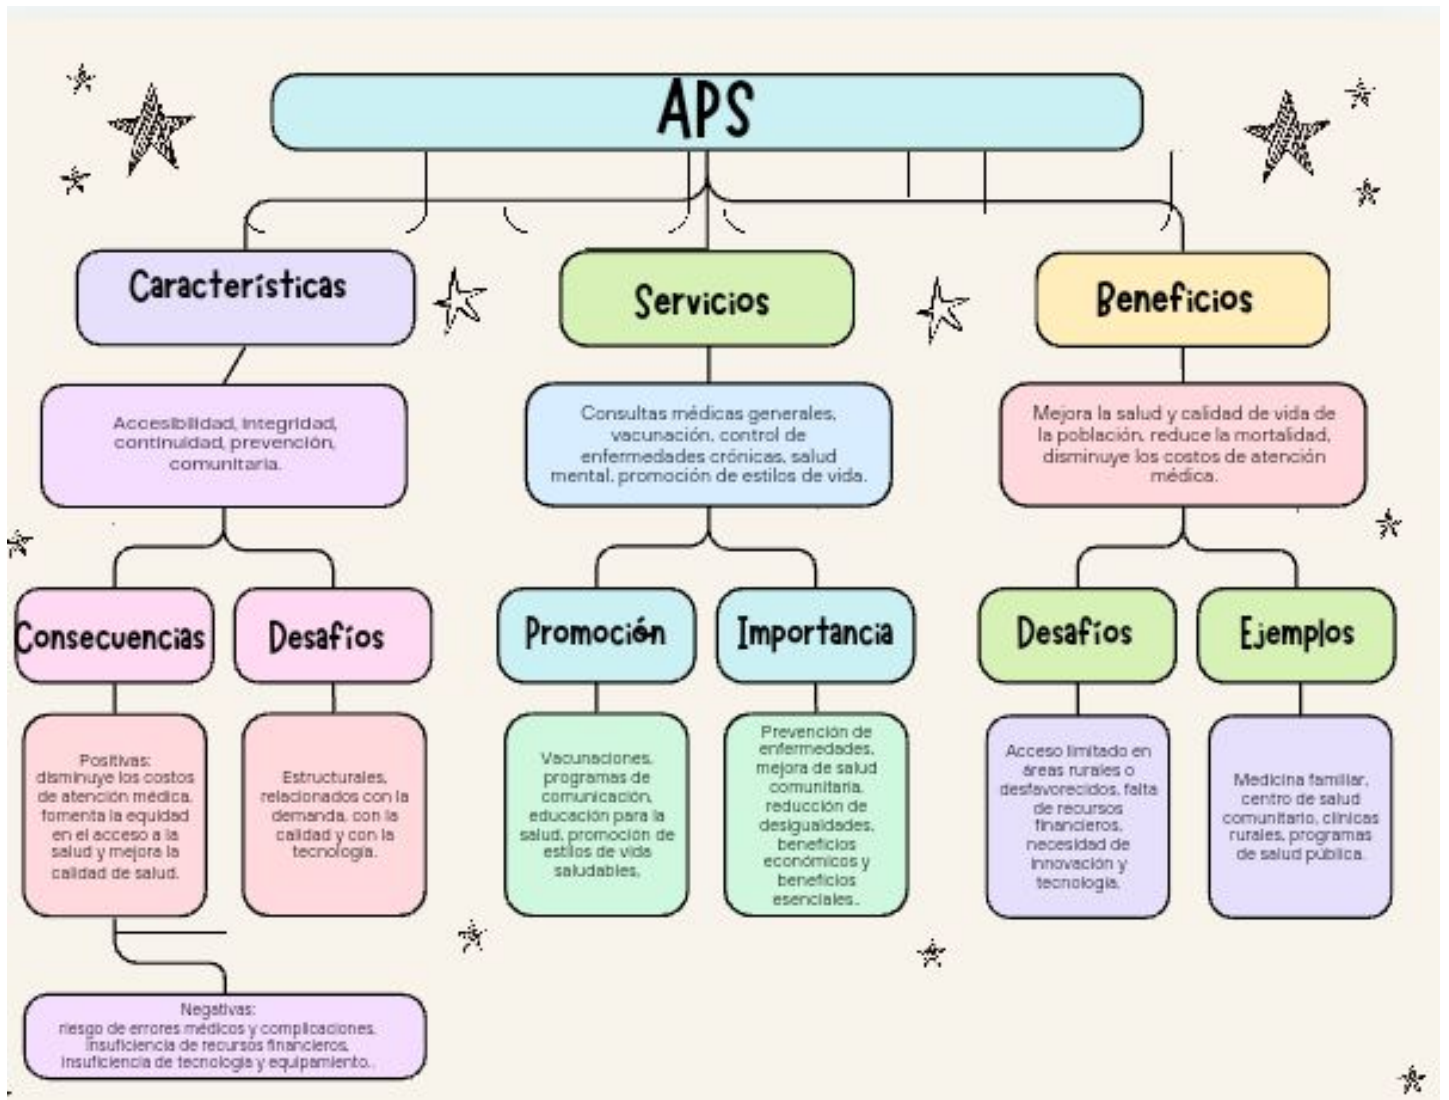 APS
Características
Servicios
Beneficios
Accesibilidad, integridad,
continuidad, prevención,
comunitaria.
Consultas médicas generales,
vacunación, control de
enfermedades crónicas, salud
mental, promoción de estilos de vida.
Mejora la salud y calidad de vida de
la población, reduce la mortalidad,
disminuye los costos de atención
médica.
Consecuencias
Desafíos
Promoción
Importancia
Desafíos
Ejemplos
Positivas:
disminuye los costos
de atención médica,
fomenta la equidad
en el acceso a la
salud y mejora la
calidad de salud.
Estructurales,
relacionados con la
demanda, con la
calidad y con la
tecnología.
Vacunaciones,
programas de
comunicación,
educación para la
salud, promoción de
estilos de vida
saludables,
Prevención de
enfermedades,
mejora de salud
comunitaria,
reducción de
desigualdades,
beneficios
económicos y
beneficios
esenciales..
Acceso limitado en
áreas rurales o
desfavorecidos, falta
de recursos
financieros,
necesidad de
innovación y
tecnología.
Medicina familiar,
centro de salud
comunitario, clínicas
rurales, programas
de salud pública.
Negativas:
riesgo de errores médicos y complicaciones,
insuficiencia de recursos financieros,
insuficiencia de tecnología y equipamiento..